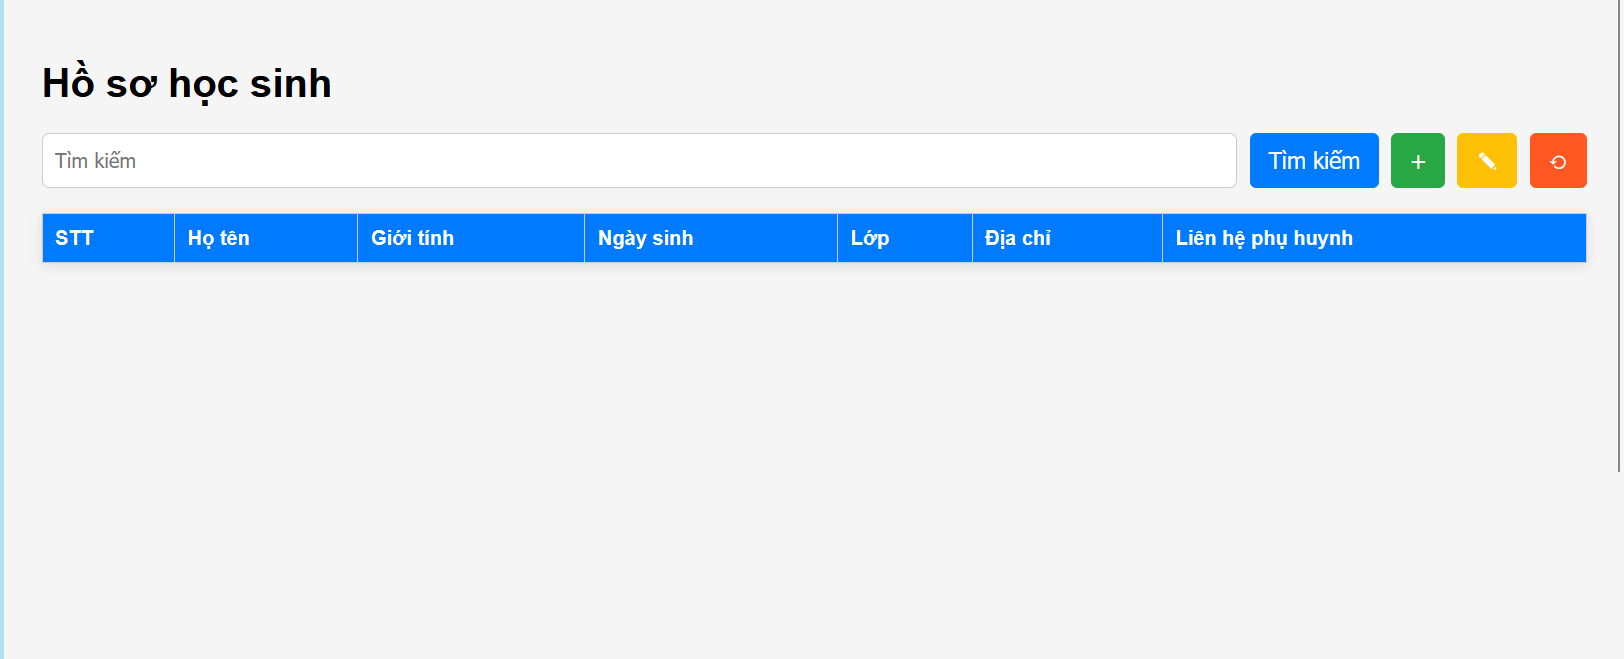 Hồ sơ học sinh
Tìm kiếm Tìm kiếm +
STT Họ tên Giới tính Ngày sinh Lớp Địa chỉ Liên hệ phụ huynh